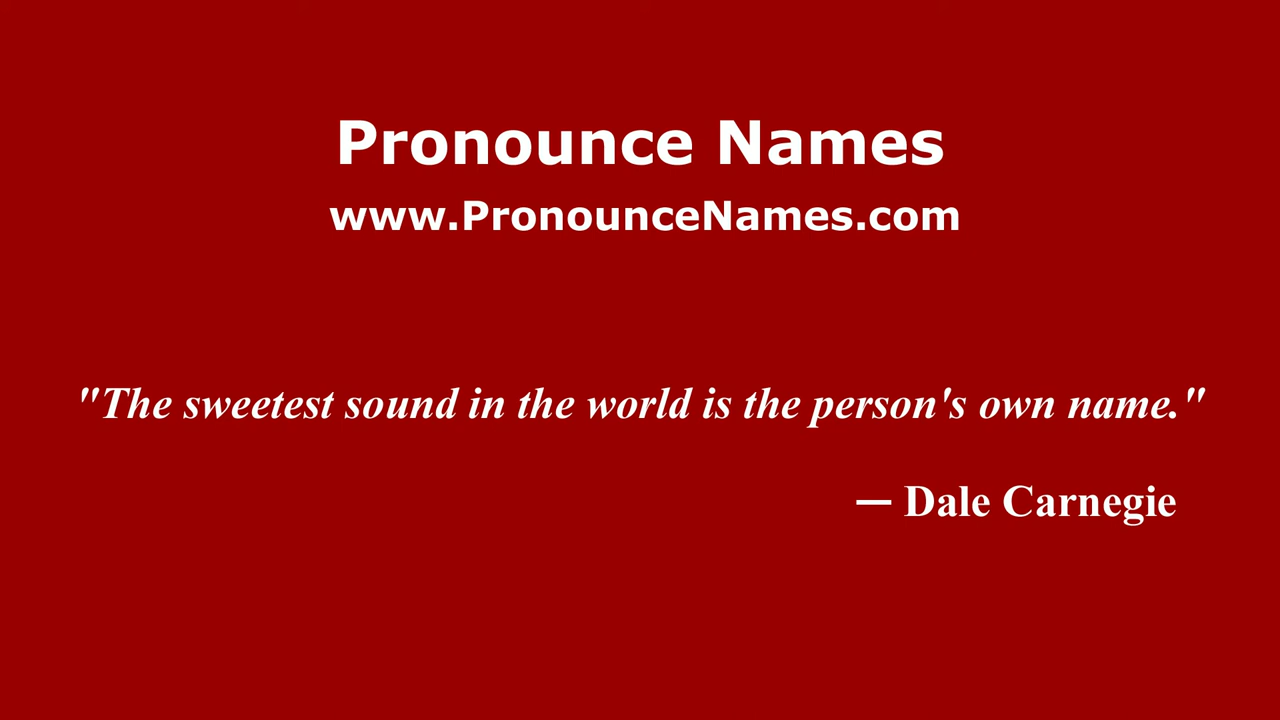 Pronounce Names
www.PronounceNames.com
"The sweetest sound in the world is the person's own name."
— Dale Carnegie